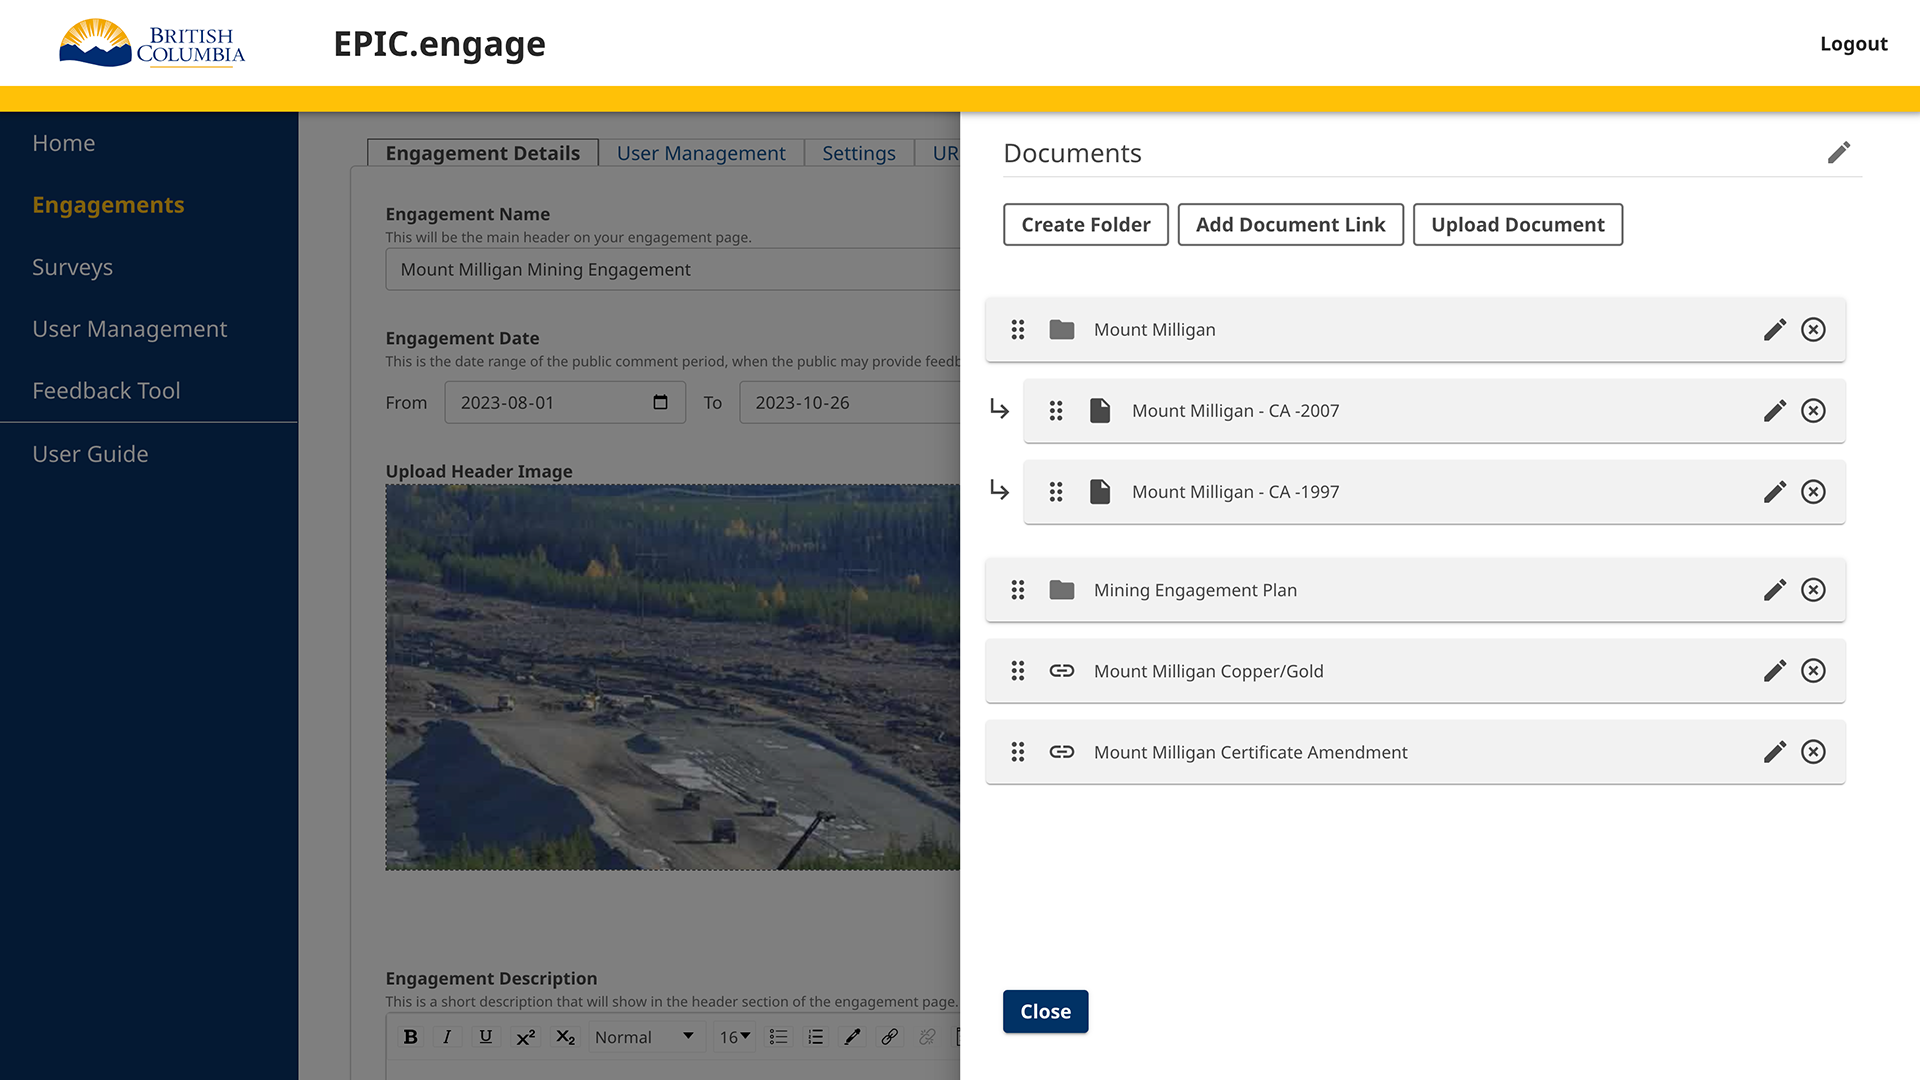 BRITISH
COLUMBIA
EPIC.engage
Logout
Home
Engagements
Surveys
User Management
Feedback Tool
User Guide
Engagement Details
User Management
Settings
UR
Engagement Name
This will be the main header on your engagement page.
Mount Milligan Mining Engagement
Engagement Date
This is the date range of the public comment period, when the public may provide feedb
From
2023-08-01
To
2023-10-26
Upload Header Image
Engagement Description
This is a short description that will show in the header section of the engagement page.
B I U X² X₂ Normal 16
Documents
Create Folder
Add Document Link
Upload Document
Mount Milligan
Mount Milligan - CA -2007
Mount Milligan - CA -1997
Mining Engagement Plan
Mount Milligan Copper/Gold
Mount Milligan Certificate Amendment
Close